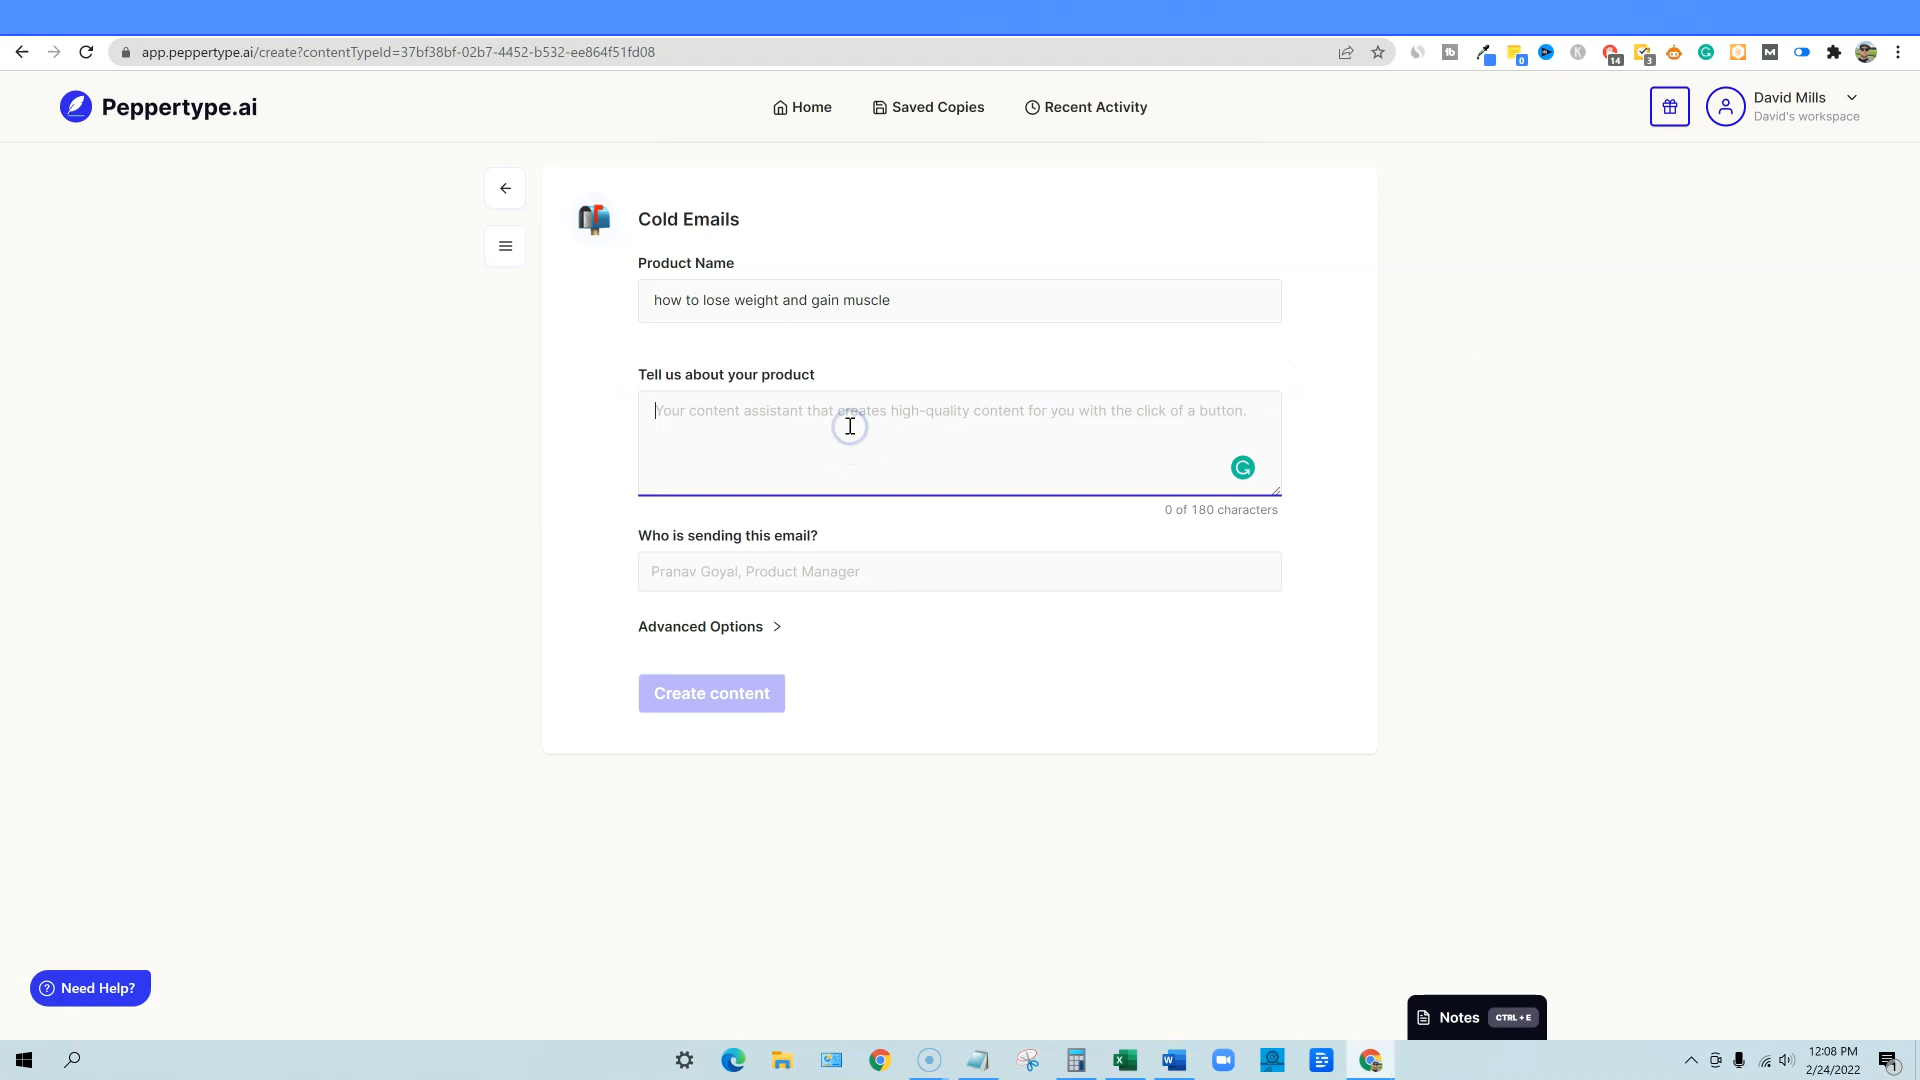 app.peppertype.ai/create?contentTypeId=37bf38bf-02b7-4452-b532-ee864f51fd08
Peppertype.ai
Home
Saved Copies
Recent Activity
David Mills
David's workspace
Cold Emails
Product Name
how to lose weight and gain muscle
Tell us about your product
Your content assistant that creates high-quality content for you with the click of a button.
0 of 180 characters
Who is sending this email?
Pranav Goyal, Product Manager
Advanced Options
Create content
Need Help?
Notes CTRL + E
12:08 PM
2/24/2022